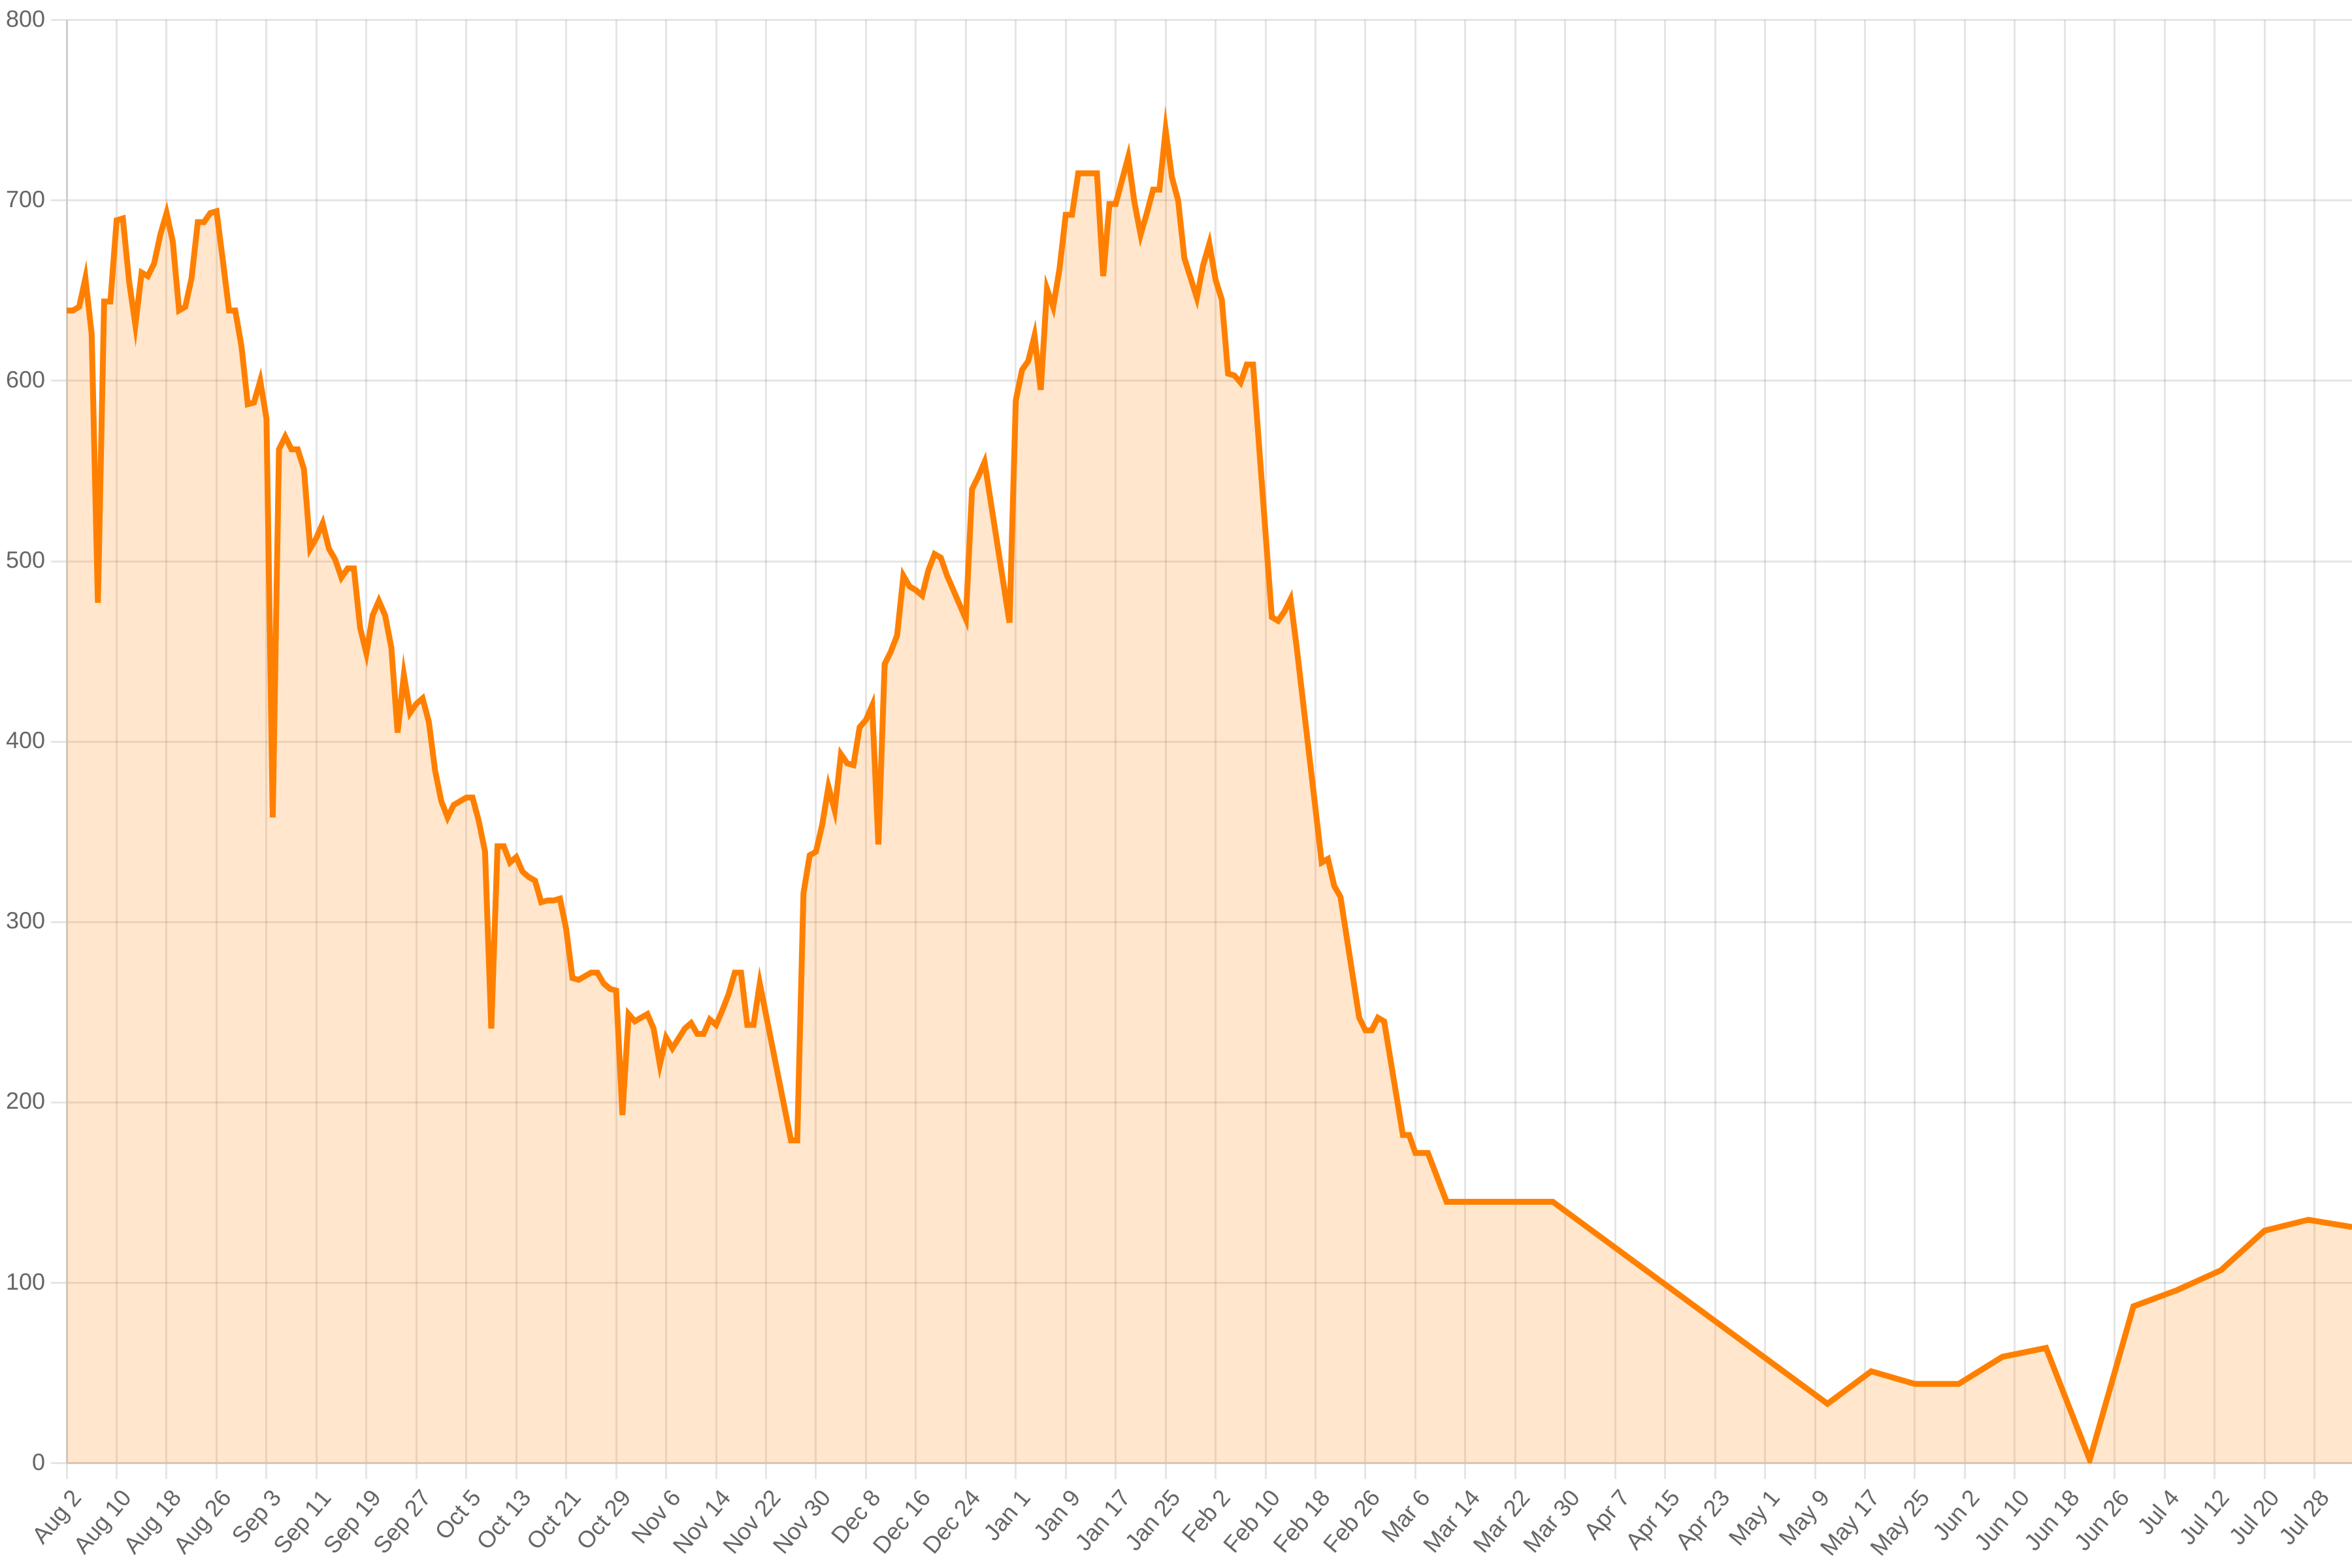 800
700
600
500
400
300
200
100
0
Aug 2
Aug 10
Aug 18
Aug 26
Sep 3
Sep 11
Sep 19
Sep 27
Oct 5
Oct 13
Oct 21
Oct 29
Nov 6
Nov 14
Nov 22
Nov 30
Dec 8
Dec 16
Dec 24
Jan 1
Jan 9
Jan 17
Jan 25
Feb 2
Feb 10
Feb 18
Feb 26
Mar 6
Mar 14
Mar 22
Mar 30
Apr 7
Apr 15
Apr 23
May 1
May 9
May 17
May 25
Jun 2
Jun 10
Jun 18
Jun 26
Jul 4
Jul 12
Jul 20
Jul 28